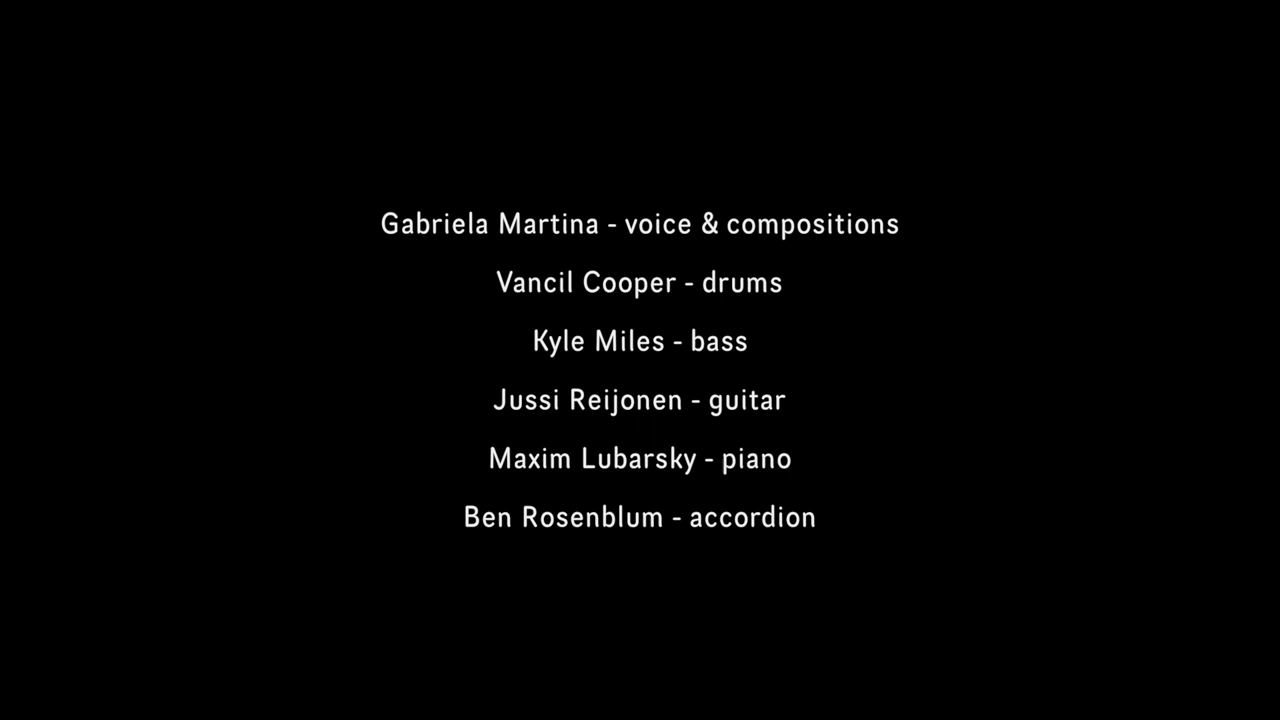 Gabriela Martina - voice & compositions
Vancil Cooper - drums
Kyle Miles - bass
Jussi Reijonen - guitar
Maxim Lubarsky - piano
Ben Rosenblum - accordion